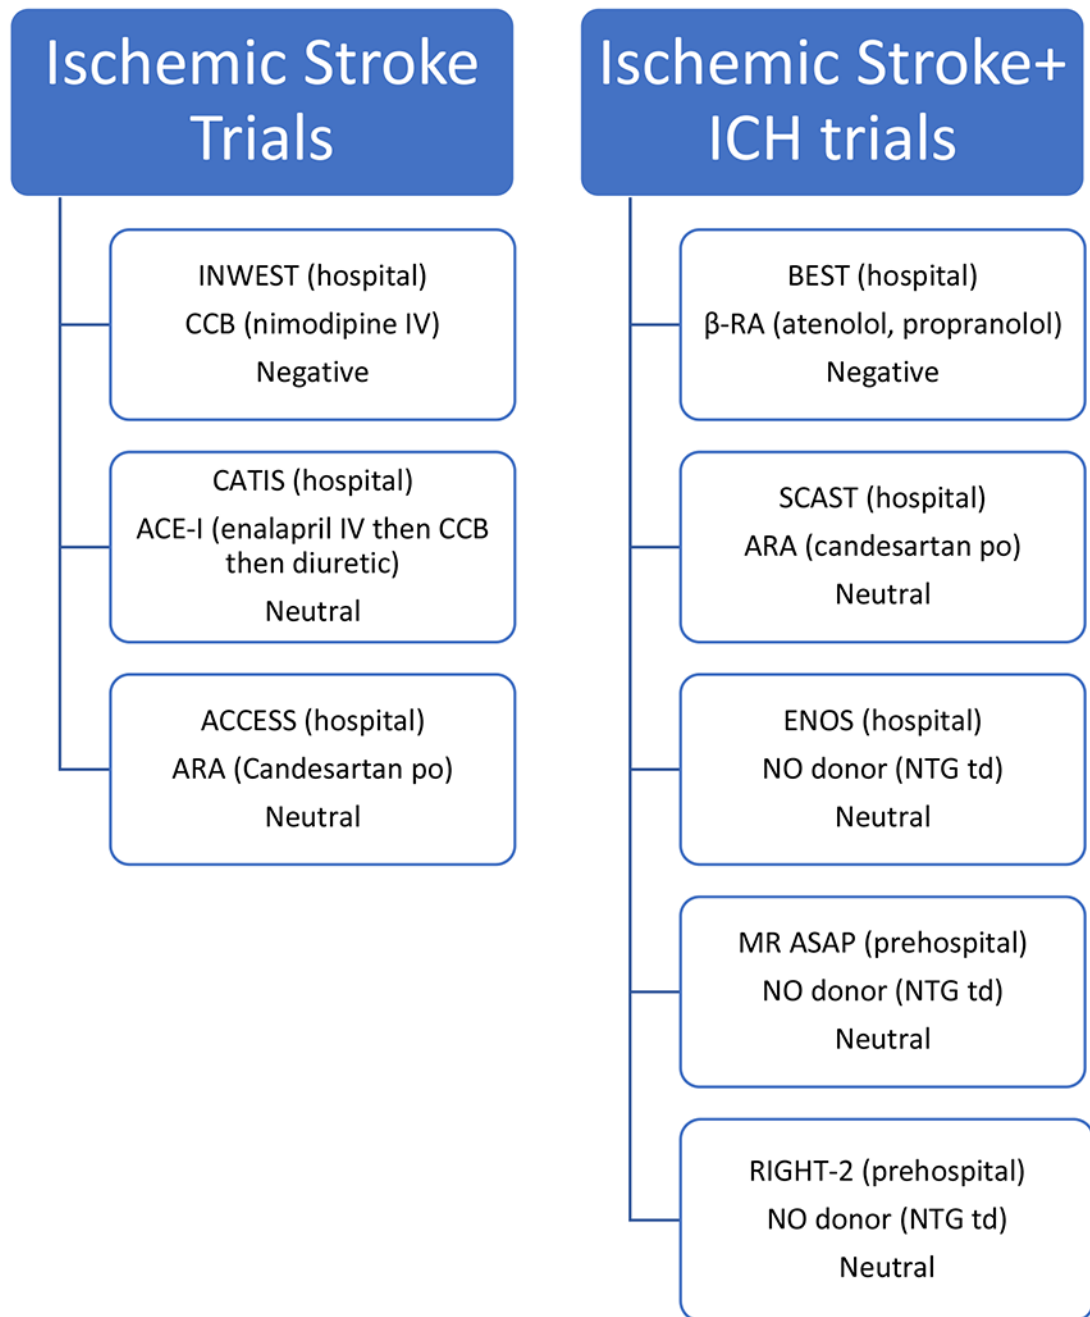 Ischemic Stroke
Trials
INWEST (hospital)
CCB (nimodipine IV)
Negative
CATIS (hospital)
ACE-I (enalapril IV then CCB
then diuretic)
Neutral
ACCESS (hospital)
ARA (Candesartan po)
Neutral
Ischemic Stroke+
ICH trials
BEST (hospital)
β-RA (atenolol, propranolol)
Negative
SCAST (hospital)
ARA (candesartan po)
Neutral
ENOS (hospital)
NO donor (NTG td)
Neutral
MR ASAP (prehospital)
NO donor (NTG td)
Neutral
RIGHT-2 (prehospital)
NO donor (NTG td)
Neutral